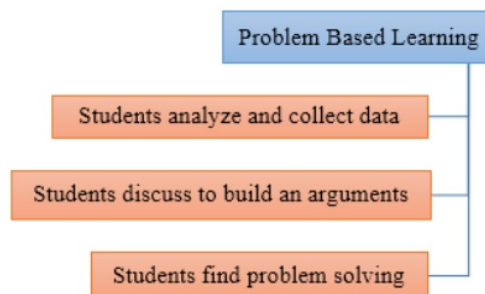 Problem Based Learning
Students analyze and collect data
Students discuss to build an arguments
Students find problem solving